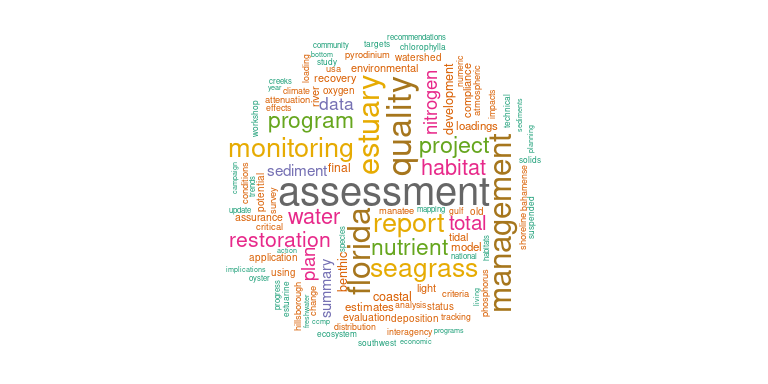 recommendations
community
targets
chlorophylla
bottom
pyrodinium
watershed
study
usa
environmental
loading
recovery
numeric
creeks
year
climate
oxygen
river
estuary
quality
nitrogen
development
compliance
atmospheric
impacts
attenuation
data
effects
program
workshop
technical
loadings
sediments
planning
monitoring
project
final
sediment
habitat
management
solids
campaign
conditions
trends
potential
survey
assessment
bahamense
shoreline
suspended
update
assurance
water
manatee
mapping
gulf
old
critical
florida
report
total
species
restoration
nutrient
tidal
model
habitats
national
action
plan
application
benthic
seagrass
implications
using
oyster
summary
light
criteria
living
phosphorus
progress
estuarine
hillsborough
freshwater
change
coastal
estimates
analysis
status
ccmp
evaluation
deposition
tracking
distribution
interagency
programs
ecosystem
southwest
economic